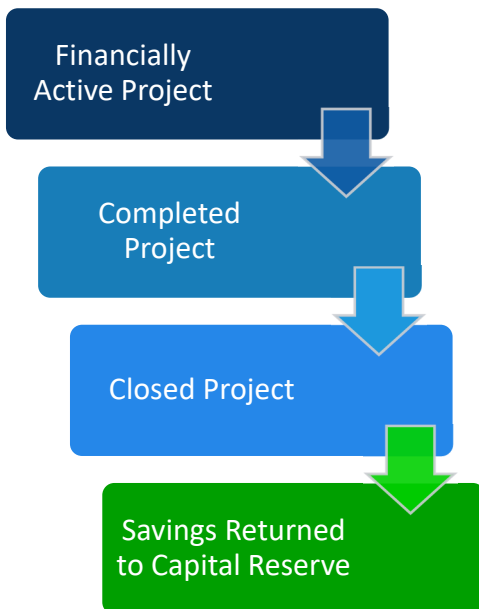 Financially
Active Project
Completed
Project
Closed Project
Savings Returned
to Capital Reserve